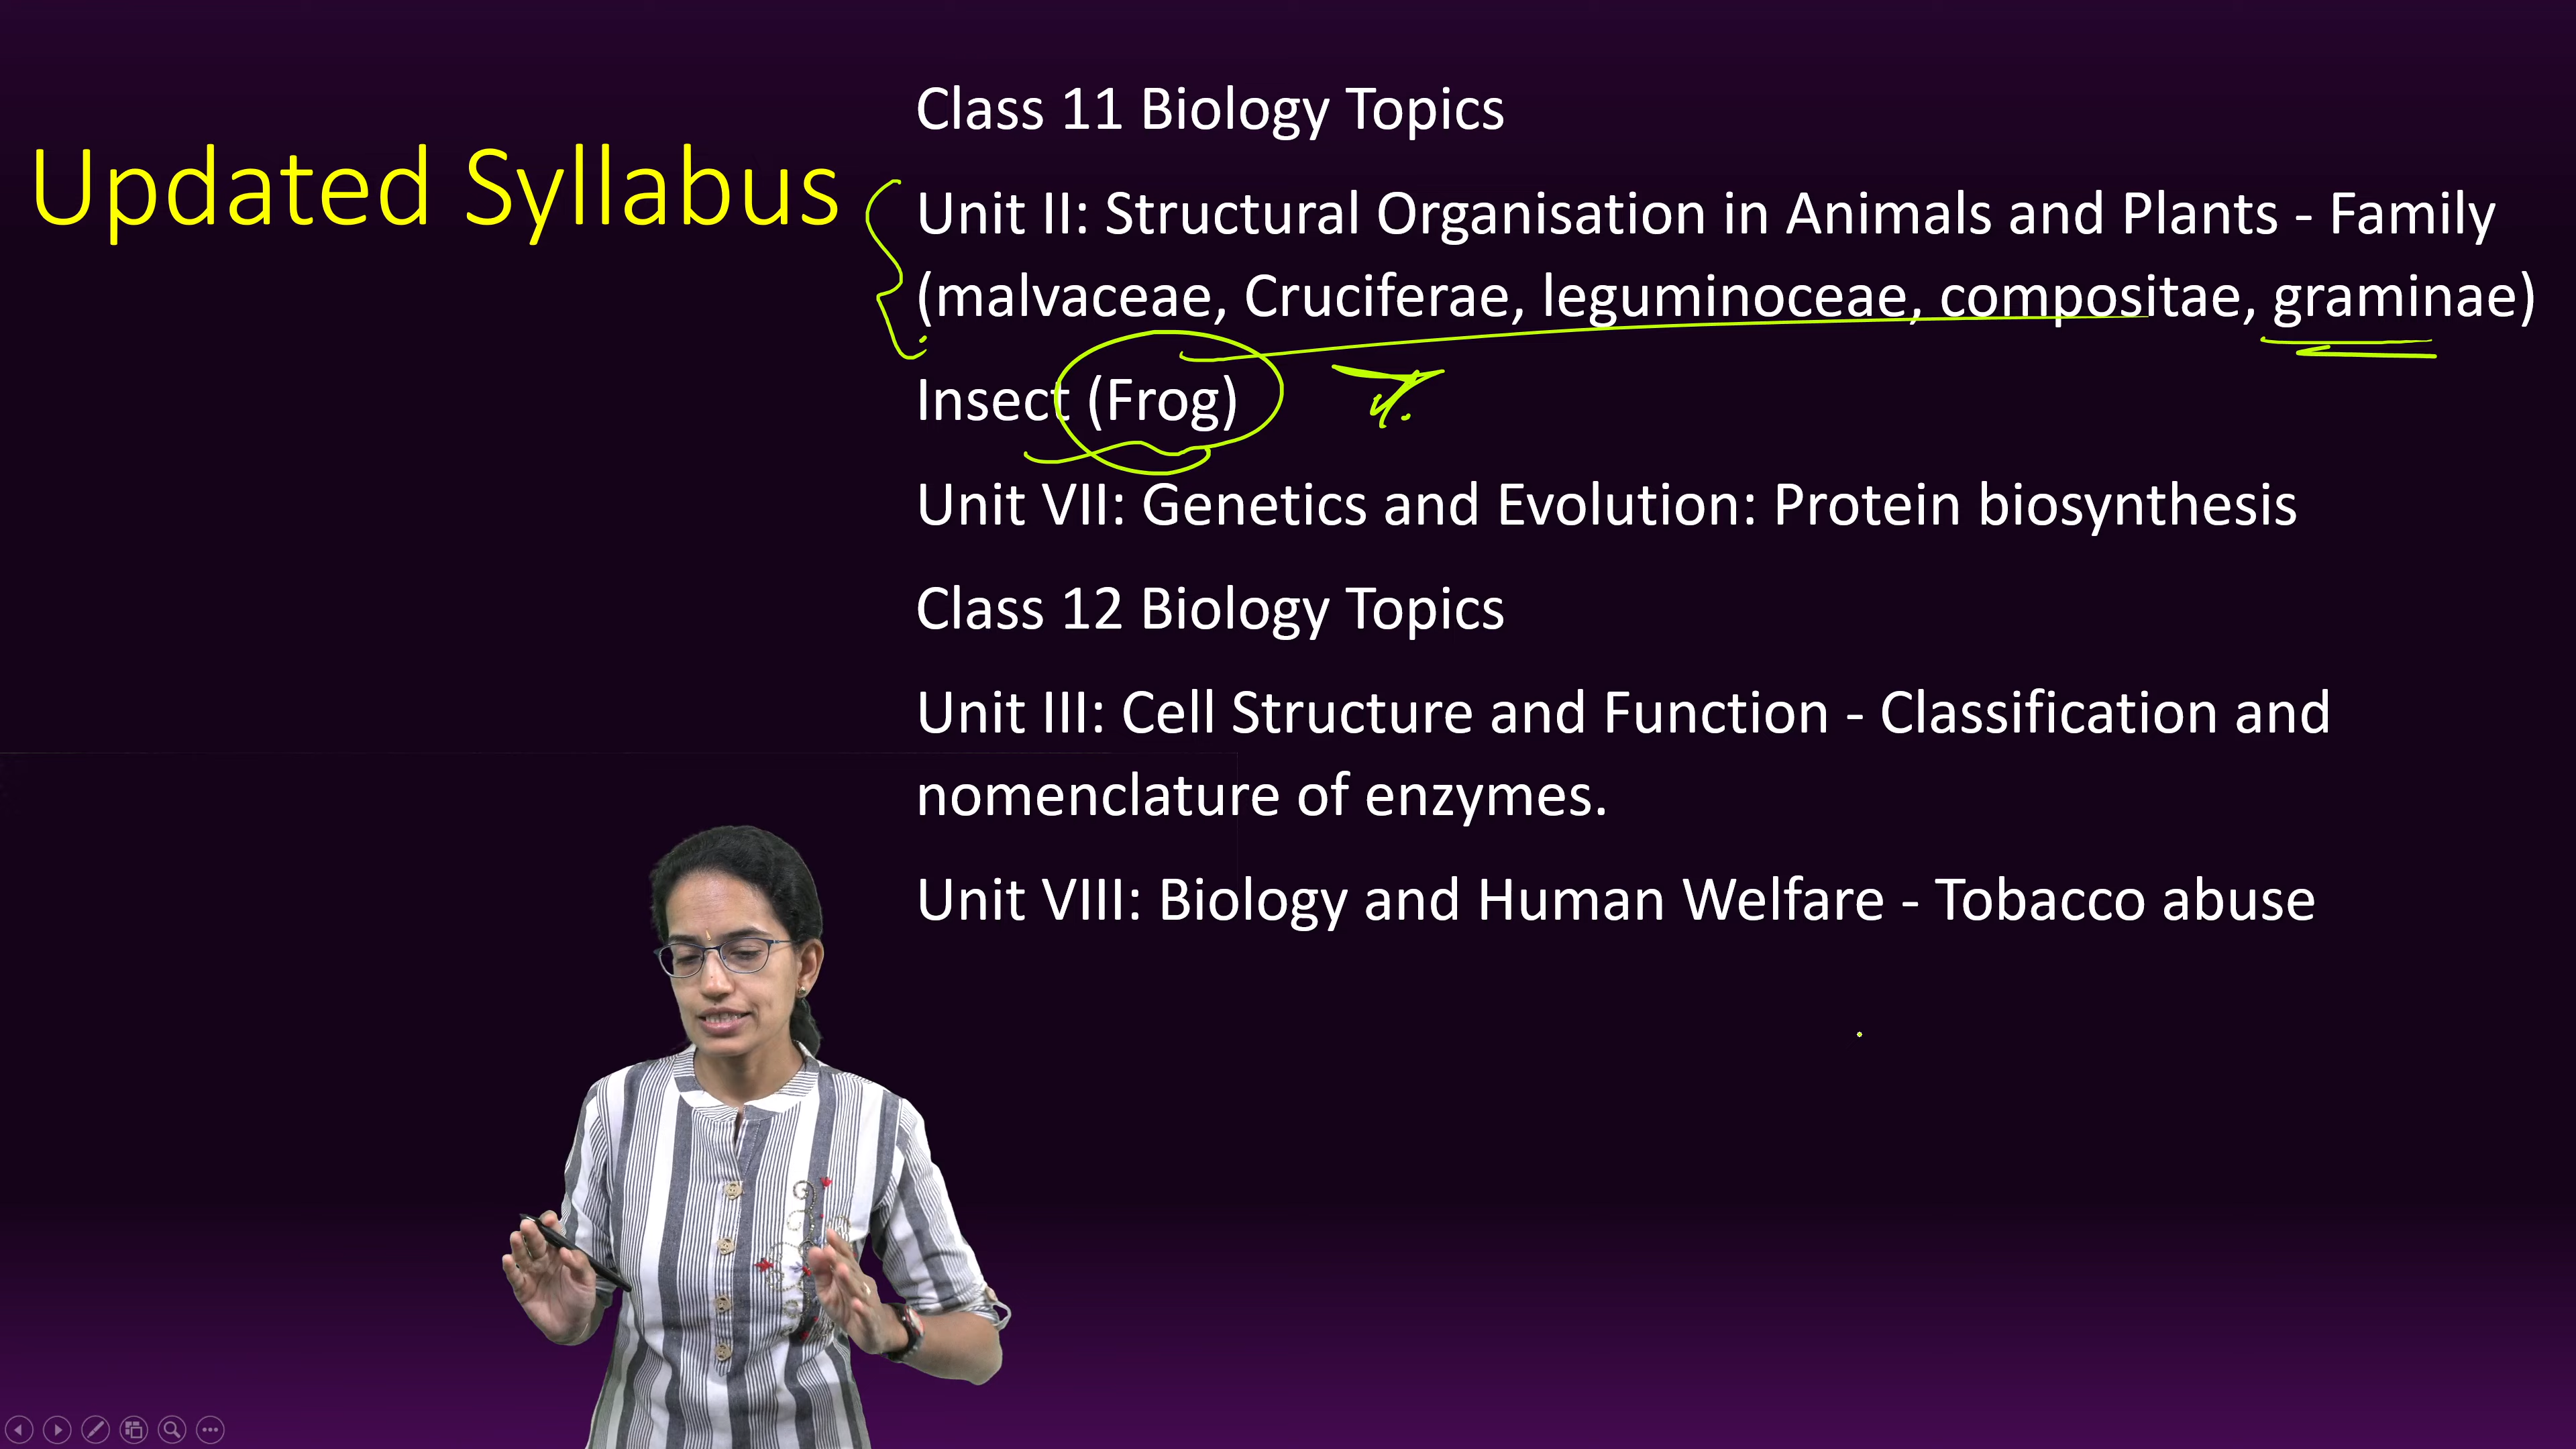 Updated Syllabus
Class 11 Biology Topics
Unit II: Structural Organisation in Animals and Plants - Family
(malvaceae, Cruciferae, leguminoceae, compositae, graminae)
Insect (Frog)
Unit VII: Genetics and Evolution: Protein biosynthesis
Class 12 Biology Topics
Unit III: Cell Structure and Function - Classification and
nomenclature of enzymes.
Unit VIII: Biology and Human Welfare - Tobacco abuse